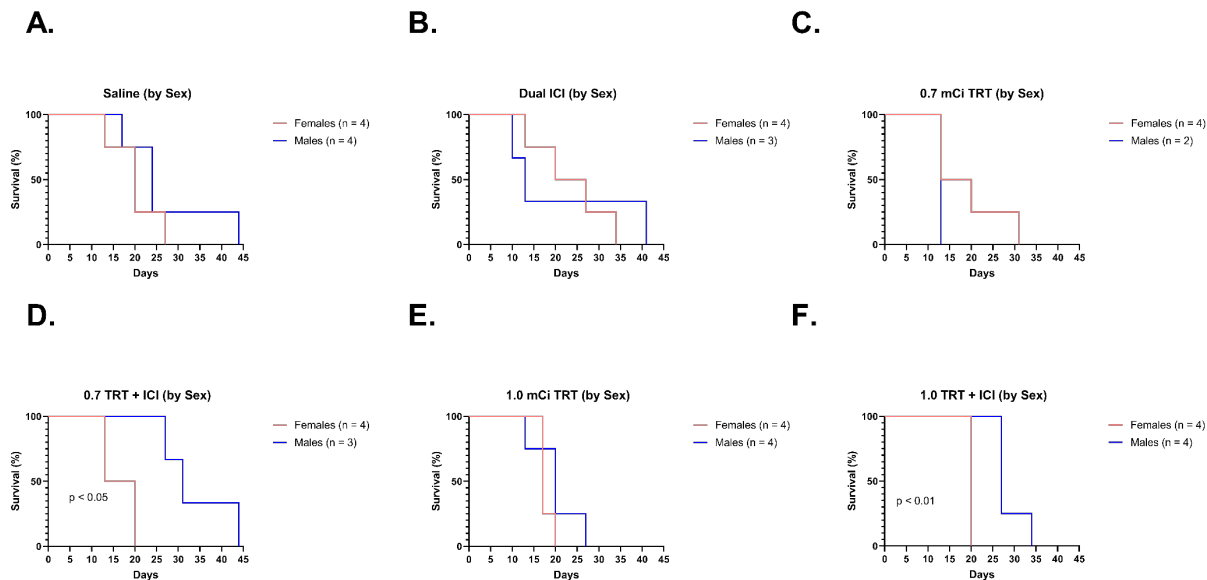 A.
B.
C.
Saline (by Sex)
Dual ICI (by Sex)
0.7 mCi TRT (by Sex)
Survival (%)
100
50
0
0 5 10 15 20 25 30 35 40 45
Days
Females (n = 4)
Males (n = 4)
Survival (%)
100
50
0
0 5 10 15 20 25 30 35 40 45
Days
Females (n = 4)
Males (n = 3)
Survival (%)
100
50
0
0 5 10 15 20 25 30 35 40 45
Days
Females (n = 4)
Males (n = 2)
D.
E.
F.
0.7 TRT + ICI (by Sex)
1.0 mCi TRT (by Sex)
1.0 TRT + ICI (by Sex)
Survival (%)
100
50
0
p < 0.05
0 5 10 15 20 25 30 35 40 45
Days
Females (n = 4)
Males (n = 3)
Survival (%)
100
50
0
0 5 10 15 20 25 30 35 40 45
Days
Females (n = 4)
Males (n = 4)
Survival (%)
100
50
0
p < 0.01
0 5 10 15 20 25 30 35 40 45
Days
Females (n = 4)
Males (n = 4)